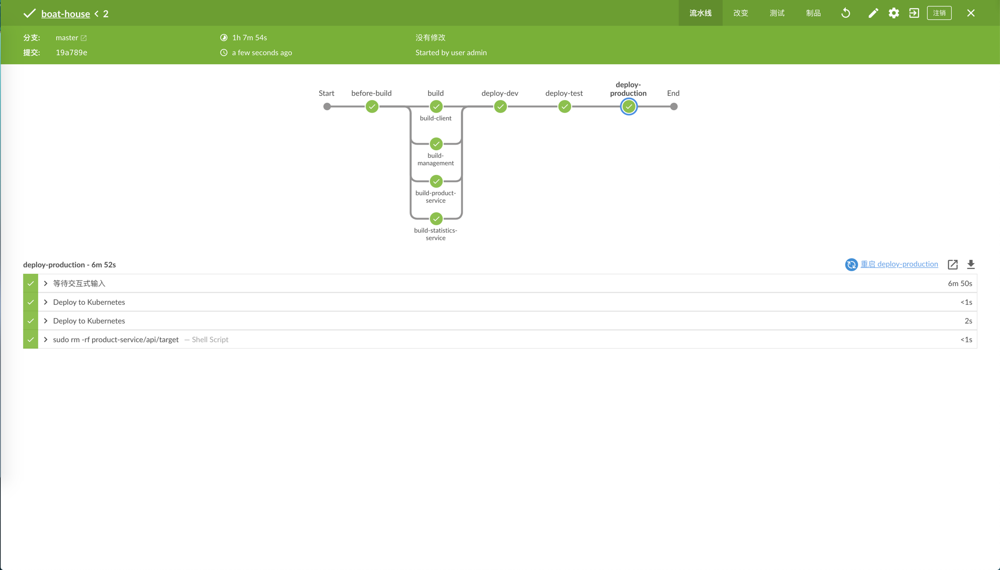 boat-house < 2
流水线 改变 测试 制品 注销
分支: master 1h 7m 54s 没有修改
提交: 19a789e a few seconds ago Started by user admin
Start before-build build deploy-dev deploy-test deploy-
production End
build-client
build-
management
build-product-
service
build-statistics-
service
deploy-production - 6m 52s 重启 deploy-production
等待交互式输入 6m 50s
Deploy to Kubernetes <1s
Deploy to Kubernetes 2s
sudo rm -rf product-service/api/target — Shell Script <1s